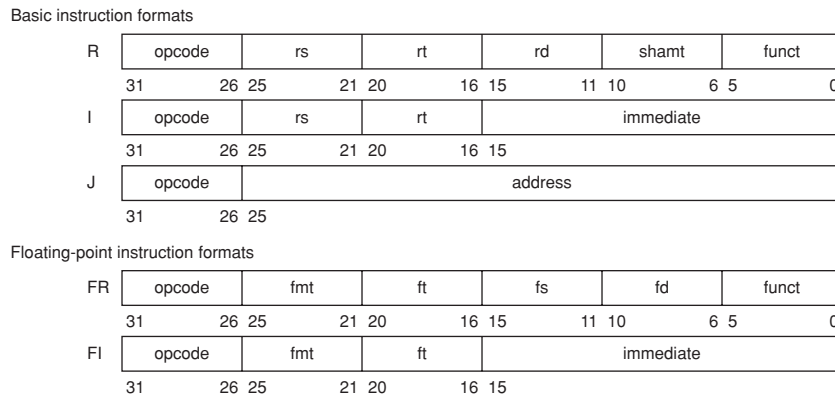 Basic instruction formats
R opcode rs rt rd shamt funct
31 26 25 21 20 16 15 11 10 6 5 0
I opcode rs rt immediate
31 26 25 21 20 16 15
J opcode address
31 26 25
Floating-point instruction formats
FR opcode fmt ft fs fd funct
31 26 25 21 20 16 15 11 10 6 5 0
FI opcode fmt ft immediate
31 26 25 21 20 16 15